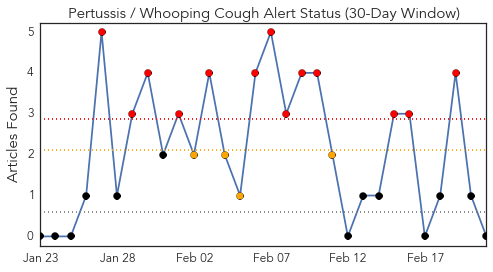 Pertussis / Whooping Cough Alert Status (30-Day Window)
5
4
3
2
1
0
Articles Found
Jan 23
Jan 28
Feb 02
Feb 07
Feb 12
Feb 17